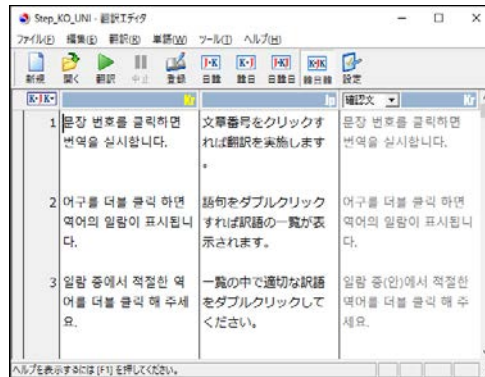 Step_KO_UNI - 翻訳エディタ
ファイル(F) 編集(E) 翻訳(R) 単語(W) ツール(T) ヘルプ(H)
J•K K•J J•KJ K•JK
新規 開く 翻訳 中止 登録 日韓 韓日 日韓日 韓日韓 設定
K•JK• Kr Jp 確認文 Kr
1 문장 번호를 클릭하면
번역을 실시합니다.
文章番号をクリックす
れば翻訳を実施します
。
문장 번호를 클릭하면
번역을 실시합니다.
2 어구를 더블 클릭 하면
역어의 일람이 표시됩니
다.
語句をダブルクリック
すれば訳語の一覧が表
示されます。
어구를 더블 클릭 하면
역어의 일람이 표시됩니
다.
3 일람 중에서 적절한 역
어를 더블 클릭 해 주세
요.
一覧の中で適切な訳語
をダブルクリックして
ください。
일람 중(안)에서 적절한
역어를 더블 클릭 해 주
세요.
ヘルプを表示するには [F1] を押してください。